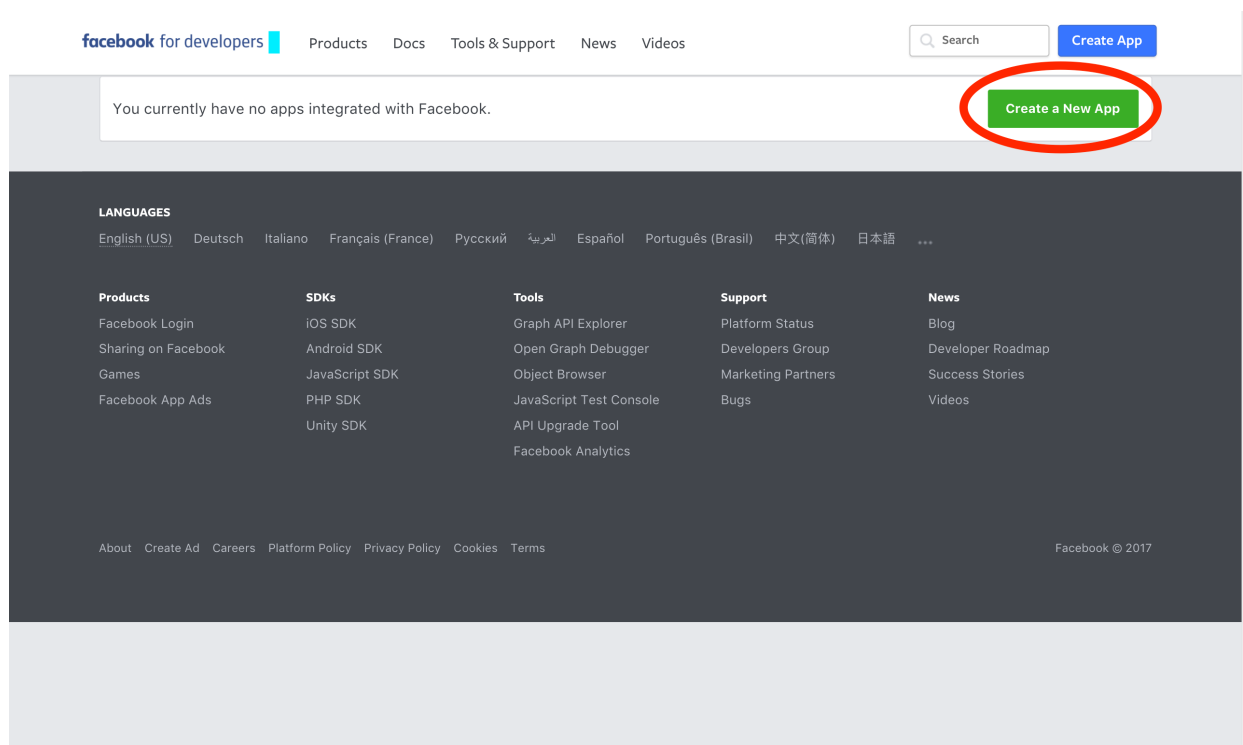 facebook for developers Products Docs Tools & Support News Videos Search Create App
You currently have no apps integrated with Facebook. Create a New App
LANGUAGES
English (US) Deutsch Italiano Français (France) Русский العربية Español Português (Brasil) 中文(简体) 日本語 ...
Products SDKs Tools Support News
Facebook Login iOS SDK Graph API Explorer Platform Status Blog
Sharing on Facebook Android SDK Open Graph Debugger Developers Group Developer Roadmap
Games JavaScript SDK Object Browser Marketing Partners Success Stories
Facebook App Ads PHP SDK JavaScript Test Console Bugs Videos
Unity SDK API Upgrade Tool
Facebook Analytics
About Create Ad Careers Platform Policy Privacy Policy Cookies Terms Facebook © 2017